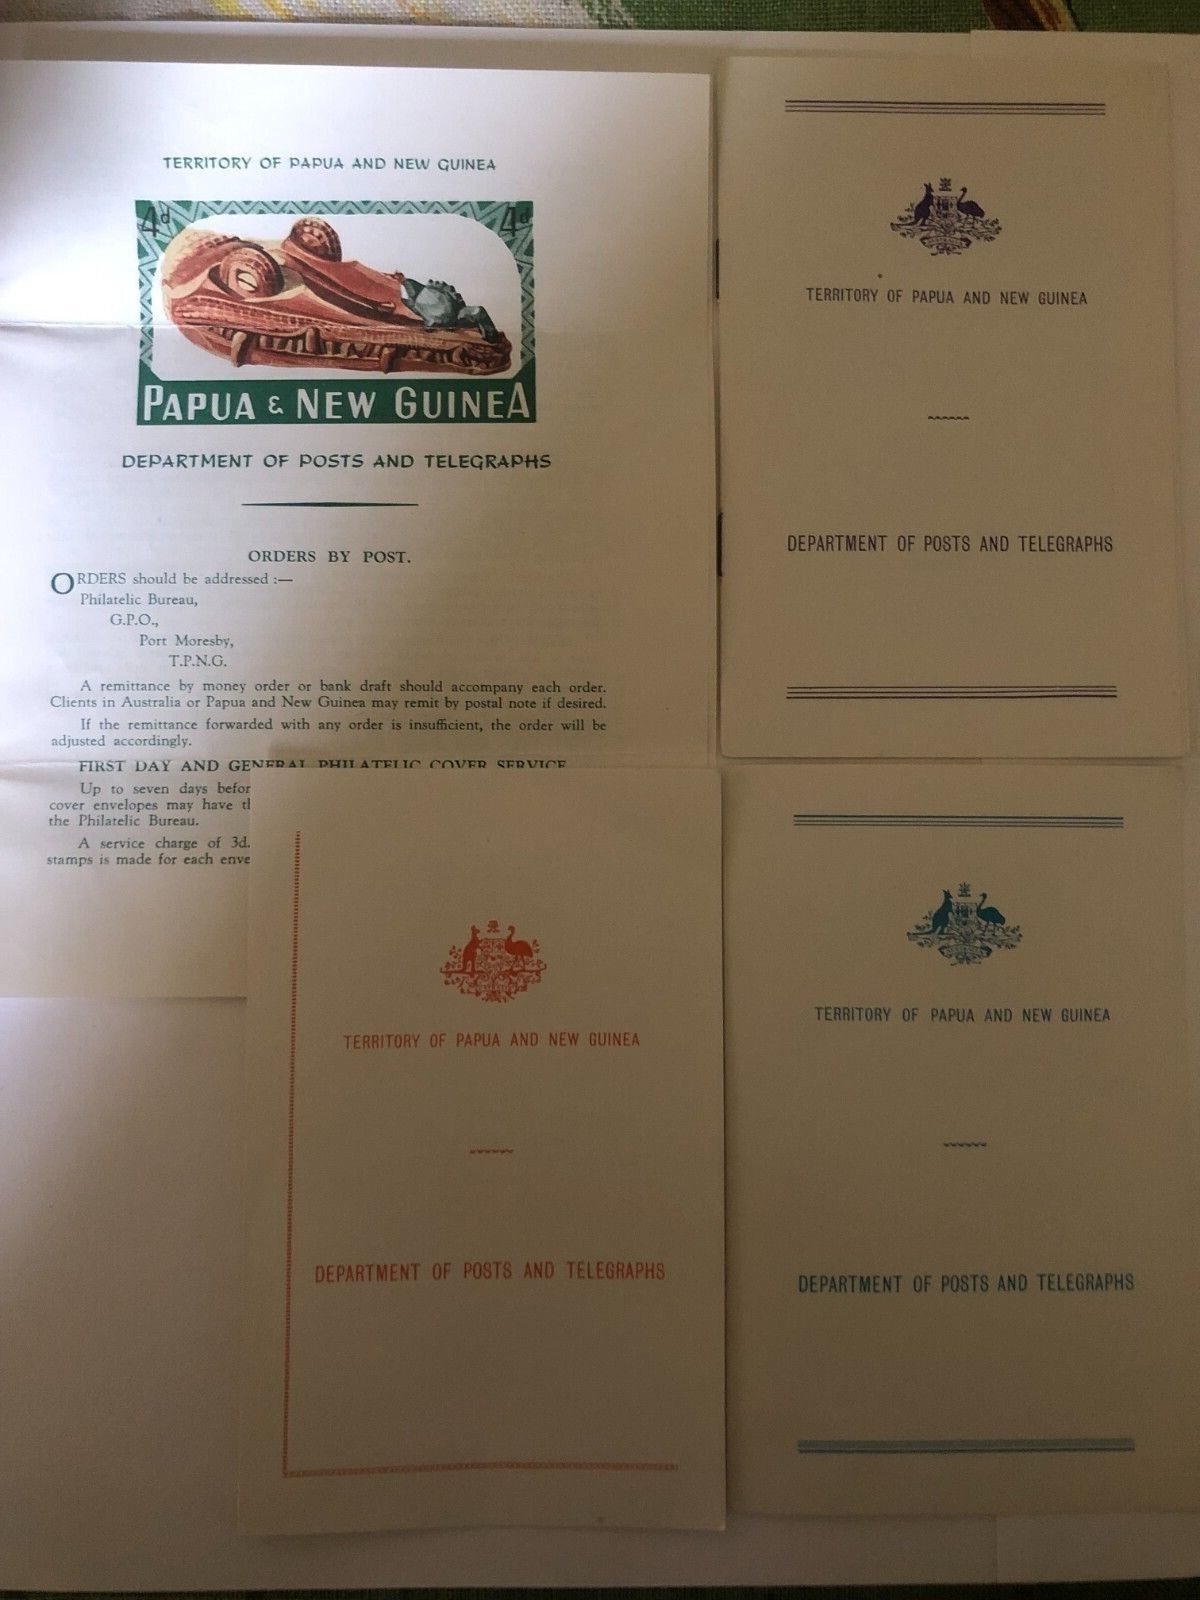 TERRITORY OF PAPUA AND NEW GUINEA
4d 4d
PAPUA & NEW GUINEA
DEPARTMENT OF POSTS AND TELEGRAPHS
ORDERS BY POST.
ORDERS should be addressed :—
Philatelic Bureau,
G.P.O.,
Port Moresby,
T.P.N.G.
A remittance by money order or bank draft should accompany each order.
Clients in Australia or Papua and New Guinea may remit by postal note if desired.
If the remittance forwarded with any order is insufficient, the order will be
adjusted accordingly.
FIRST DAY AND GENERAL PHILATELIC COVER SERVICE
Up to seven days befor
cover envelopes may have th
the Philatelic Bureau.
A service charge of 3d.
stamps is made for each enve
TERRITORY OF PAPUA AND NEW GUINEA
DEPARTMENT OF POSTS AND TELEGRAPHS
TERRITORY OF PAPUA AND NEW GUINEA
DEPARTMENT OF POSTS AND TELEGRAPHS
TERRITORY OF PAPUA AND NEW GUINEA
DEPARTMENT OF POSTS AND TELEGRAPHS